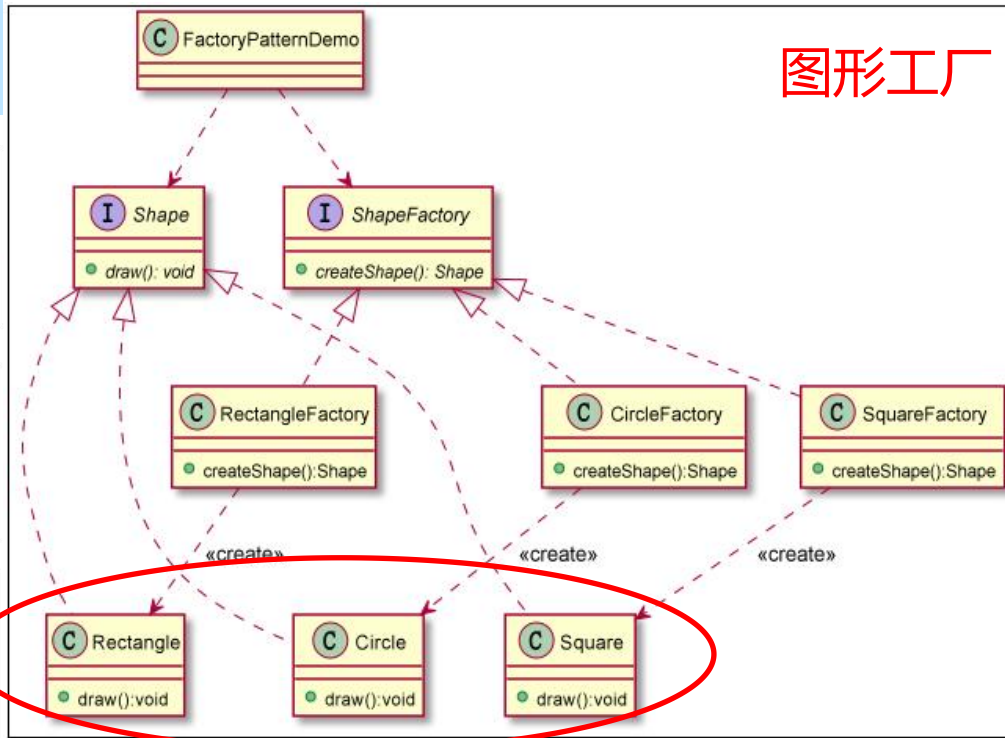 C FactoryPatternDemo
图形工厂
I Shape
draw(): void
I ShapeFactory
createShape(): Shape
C RectangleFactory
createShape():Shape
C CircleFactory
createShape():Shape
C SquareFactory
createShape():Shape
«create»
«create»
«create»
C Rectangle
draw():void
C Circle
draw():void
C Square
draw():void